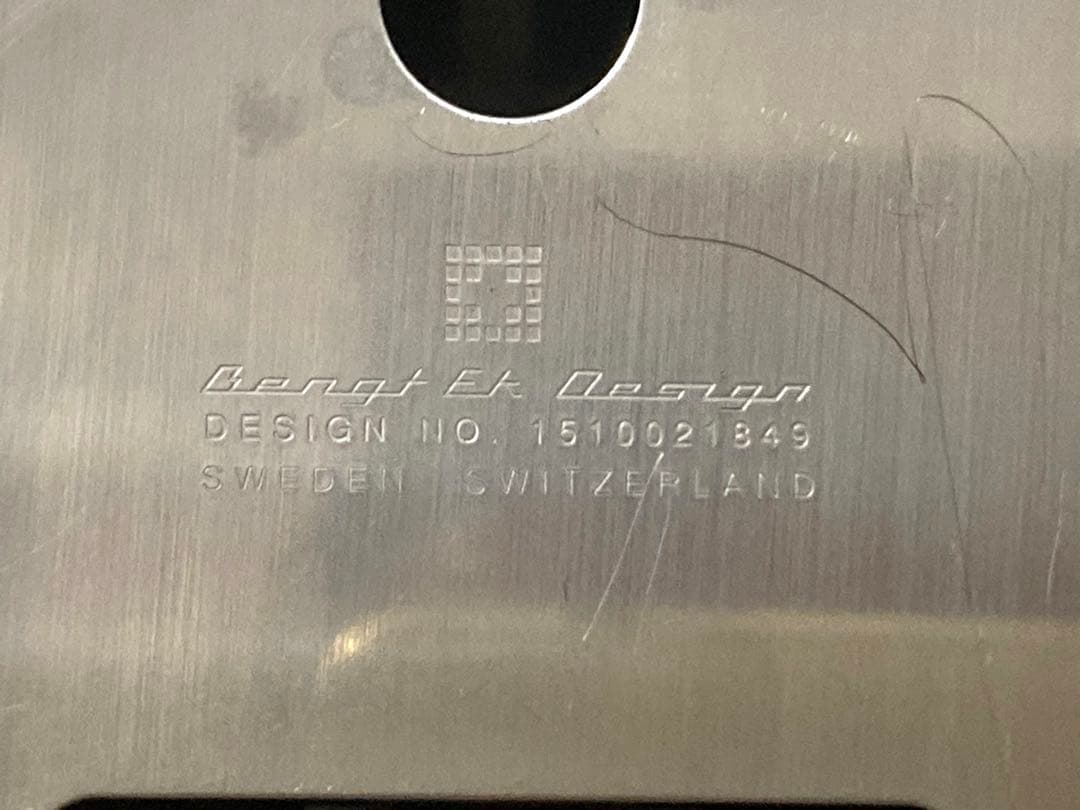 Bengt Ek Design
DESIGN NO. 1510021849
SWEDEN SWITZERLAND